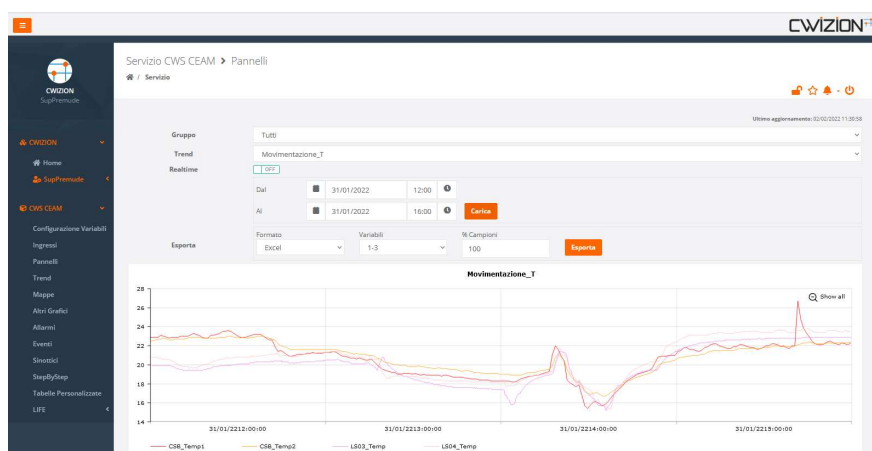 CWIZION
CWIZION
SupPremude
Servizio CWS CEAM > Pannelli
/ Servizio
Ultimo aggiornamento: 02/02/2022 11:30:58
CWIZION
Home
SupPremude
CWS CEAM
Configurazione Variabili
Ingressi
Pannelli
Trend
Mappe
Altri Grafici
Allarmi
Eventi
Sinottici
StepByStep
Tabelle Personalizzate
LIFE
Gruppo Tutti
Trend Movimentazione_T
Realtime OFF
Dal 31/01/2022 12:00
Al 31/01/2022 16:00 Carica
Formato Variabili % Campioni
Esporta Excel 1-3 100 Esporta
Movimentazione_T
Show all
28
26
24
22
20
18
16
14
31/01/2212:00:00 31/01/2213:00:00 31/01/2214:00:00 31/01/2215:00:00
CSB_Temp1 CSB_Temp2 LS03_Temp LS04_Temp